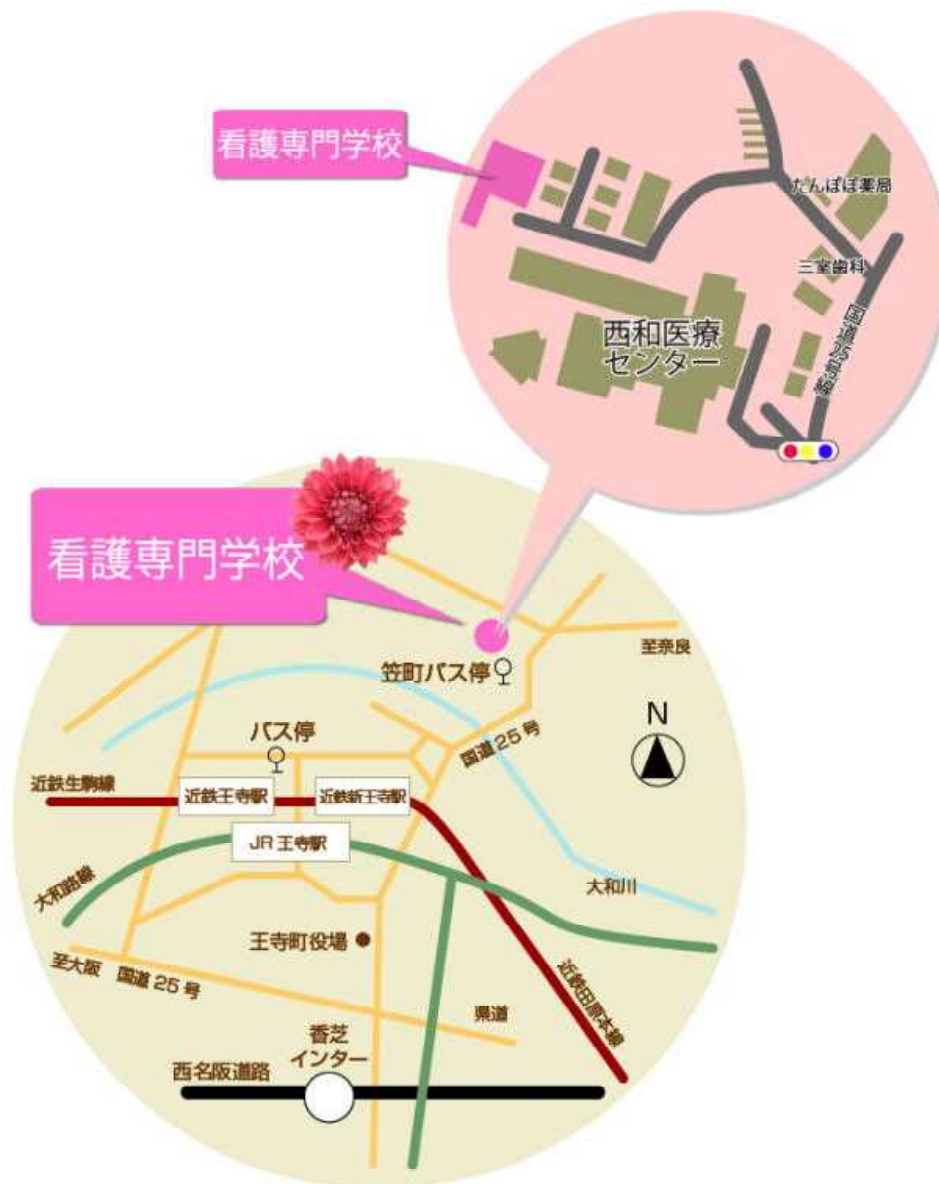 看護専門学校
たんぽぽ薬局
三室歯科
国道25号線
西和医療
センター
看護専門学校
至奈良
笠町バス停
N
バス停
国道25号
近鉄生駒線
近鉄王寺駅
近鉄新王寺駅
JR王寺駅
大和路線
大和川
王寺町役場
至大阪 国道25号
近鉄田原本線
県道
香芝
インター
西名阪道路